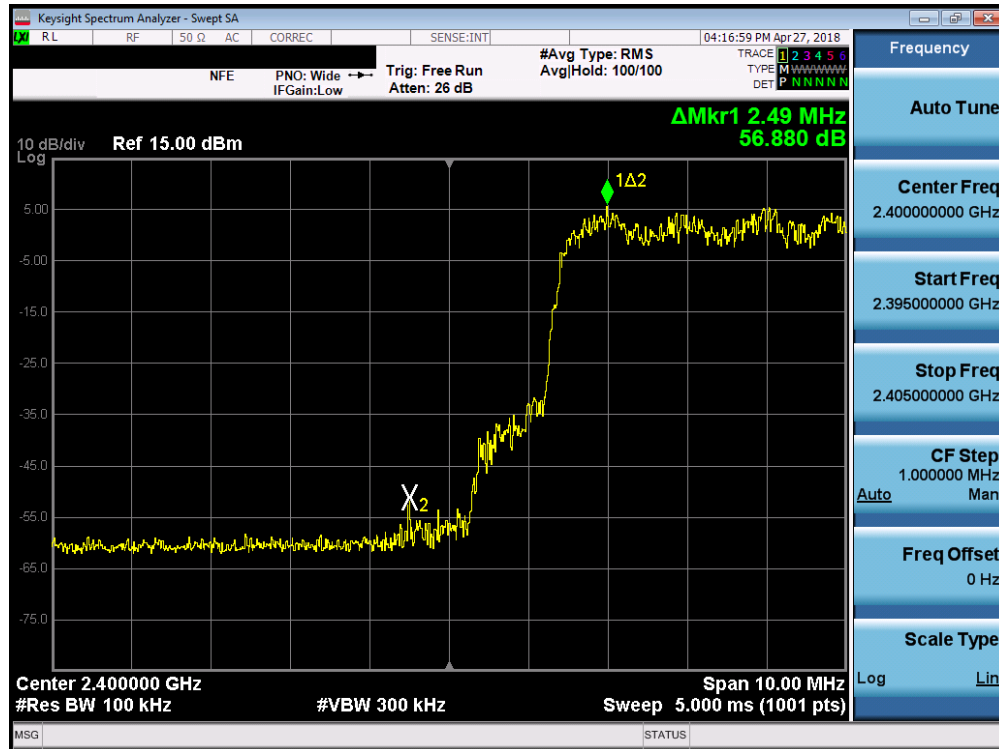 Keysight Spectrum Analyzer - Swept SA
LXI RL RF 50 Ω AC CORREC SENSE:INT 04:16:59 PM Apr 27, 2018
NFE PNO: Wide IFGain:Low
Trig: Free Run
Atten: 26 dB
#Avg Type: RMS
Avg|Hold: 100/100
TRACE 1 2 3 4 5 6
TYPE M WWWWW
DET P N N N N N
ΔMkr1 2.49 MHz
56.880 dB
10 dB/div Ref 15.00 dBm
Log
1Δ2
5.00
-5.00
-15.0
-25.0
-35.0
-45.0
X2
-55.0
-65.0
-75.0
Center 2.400000 GHz Span 10.00 MHz
#Res BW 100 kHz #VBW 300 kHz Sweep 5.000 ms (1001 pts)
MSG STATUS
Frequency
Auto Tune
Center Freq
2.400000000 GHz
Start Freq
2.395000000 GHz
Stop Freq
2.405000000 GHz
CF Step
1.000000 MHz
Auto Man
Freq Offset
0 Hz
Scale Type
Log Lin